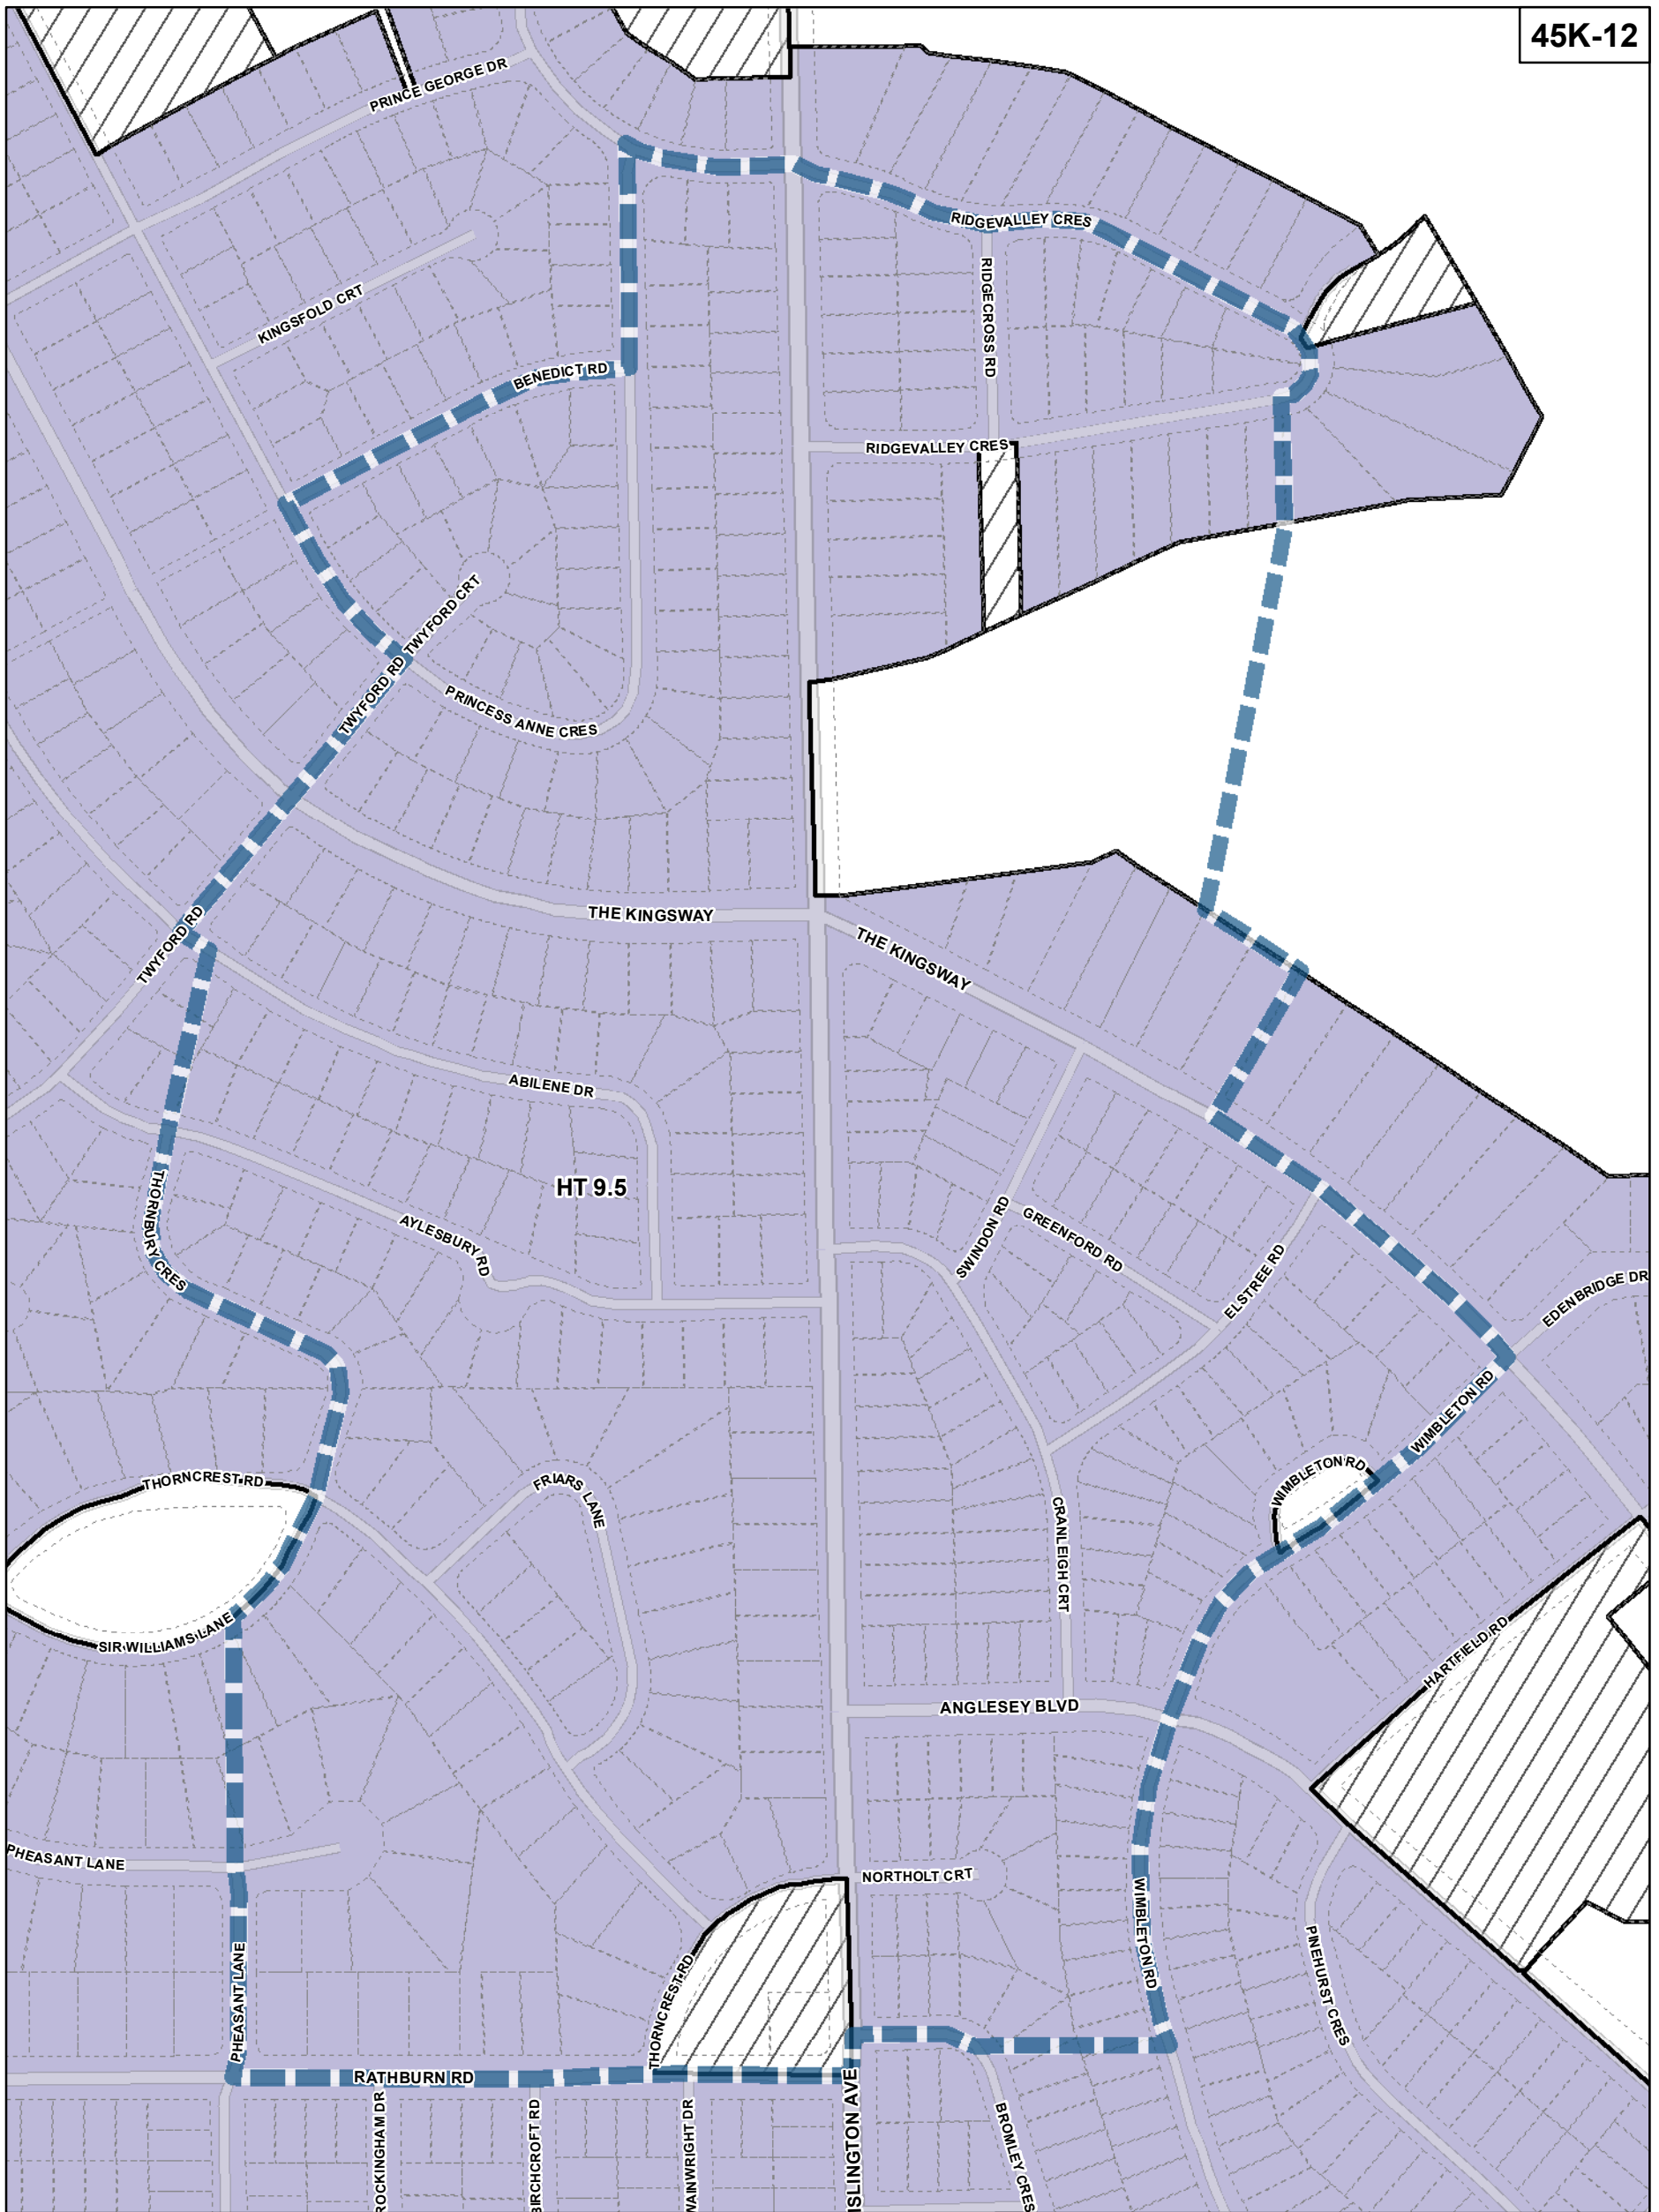 45K-12
PRINCE GEORGE DR
RIDGEVALLEY CRES
RIDGECROSS RD
KINGSFOLD CRT
BENEDICT RD
RIDGEVALLEY CRES
TWYFORD CRT
TWYFORD RD
PRINCESS ANNE CRES
TWYFORD RD
THE KINGSWAY
THE KINGSWAY
ABILENE DR
HT 9.5
THORNBURY CRES
AYLESBURY RD
SWINDON RD
GREENFORD RD
ELSTREE RD
EDENBRIDGE DR
WIMBLETON RD
WIMBLETON RD
THORNCREST RD
FRIARS LANE
CRANLEIGH CRT
SIR WILLIAMS LANE
HARTFIELD RD
ANGLESEY BLVD
PHEASANT LANE
NORTHOLT CRT
WIMBLETON RD
PINEHURST CRES
PHEASANT LANE
THORNCREST RD
RATHBURN RD
ISLINGTON AVE
ROCKINGHAM DR
BIRCHCROFT RD
WAINWRIGHT DR
BROMLEY CRES